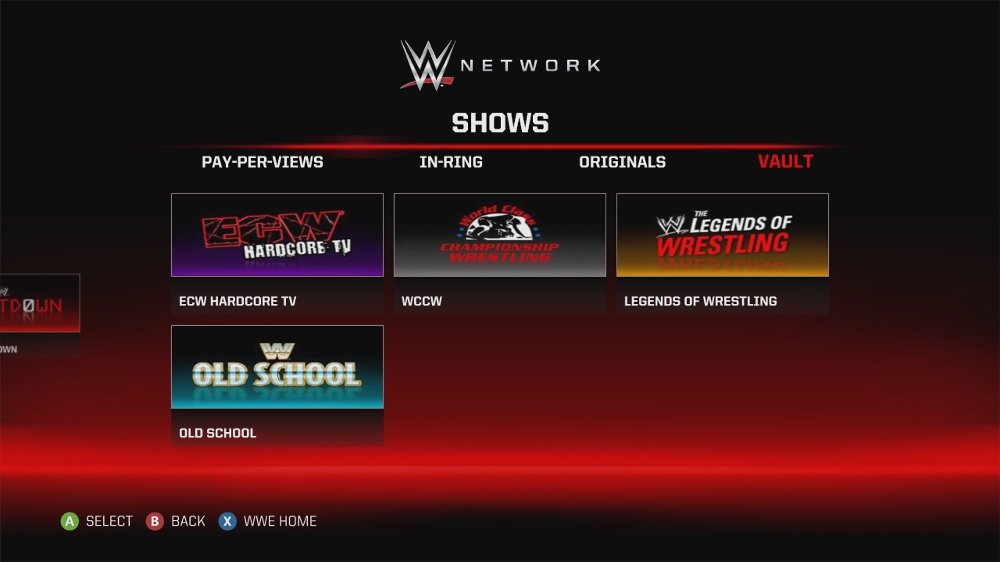 W NETWORK
SHOWS
PAY-PER-VIEWS IN-RING ORIGINALS VAULT
ECW
HARDCORE TV
World Class
CHAMPIONSHIP
WRESTLING
W THE
LEGENDS OF
WRESTLING
ECW HARDCORE TV WCCW LEGENDS OF WRESTLING
TDØWN
OWN
W
OLD SCHOOL
OLD SCHOOL
A SELECT B BACK X WWE HOME